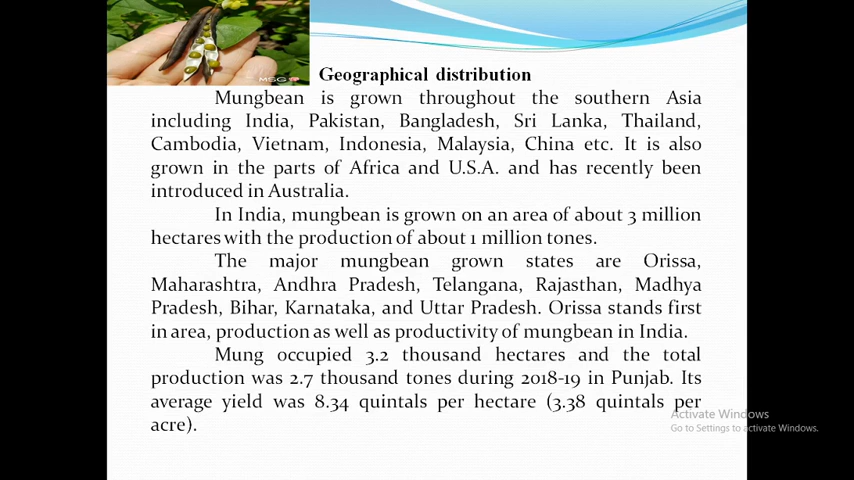 MSG
Geographical distribution
Mungbean is grown throughout the southern Asia
including India, Pakistan, Bangladesh, Sri Lanka, Thailand,
Cambodia, Vietnam, Indonesia, Malaysia, China etc. It is also
grown in the parts of Africa and U.S.A. and has recently been
introduced in Australia.
In India, mungbean is grown on an area of about 3 million
hectares with the production of about 1 million tones.
The major mungbean grown states are Orissa,
Maharashtra, Andhra Pradesh, Telangana, Rajasthan, Madhya
Pradesh, Bihar, Karnataka, and Uttar Pradesh. Orissa stands first
in area, production as well as productivity of mungbean in India.
Mung occupied 3.2 thousand hectares and the total
production was 2.7 thousand tones during 2018-19 in Punjab. Its
average yield was 8.34 quintals per hectare (3.38 quintals per
acre).
Activate Windows
Go to Settings to activate Windows.